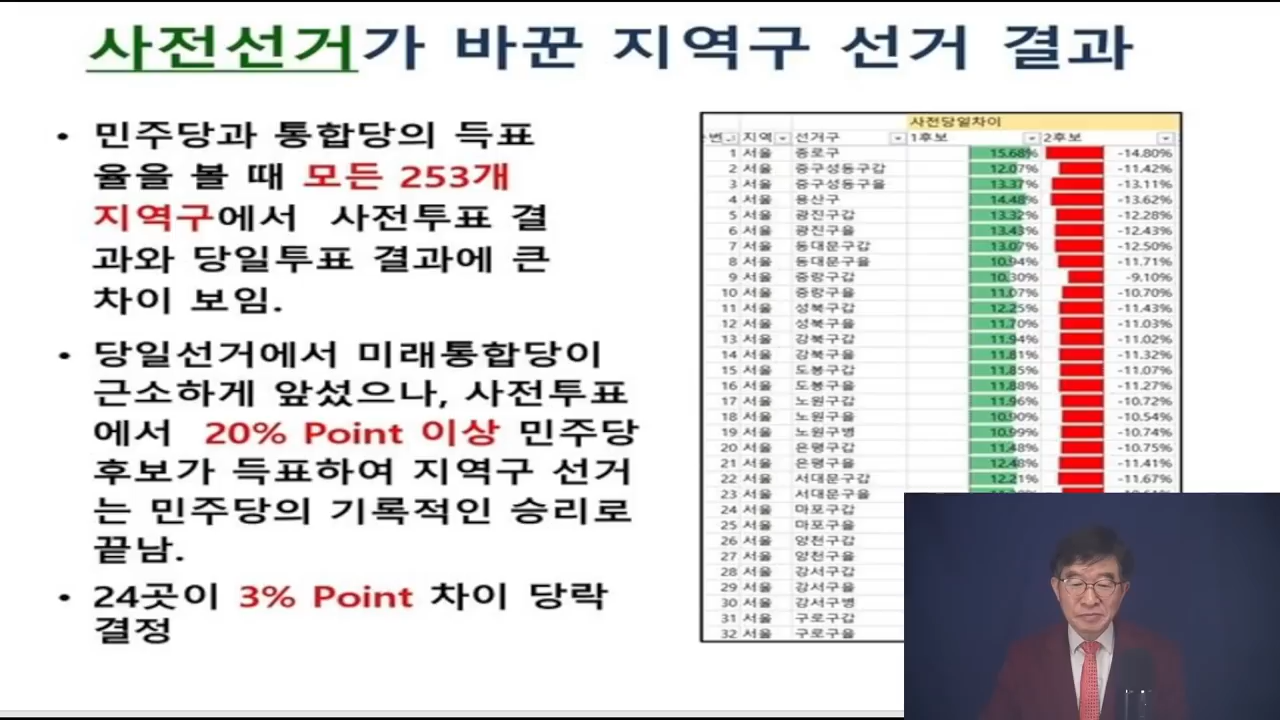 사전선거가 바꾼 지역구 선거 결과
• 민주당과 통합당의 득표
율을 볼 때 모든 253개
지역구에서 사전투표 결
과와 당일투표 결과에 큰
차이 보임.
• 당일선거에서 미래통합당이
근소하게 앞섰으나, 사전투표
에서 20% Point 이상 민주당
후보가 득표하여 지역구 선거
는 민주당의 기록적인 승리로
끝남.
• 24곳이 3% Point 차이 당락
결정
사전당일차이
지역 선거구 1후보 2후보
1 서울 종로구 15.68% -14.80%
2 서울 중구성동구갑 12.07% -11.42%
3 서울 중구성동구을 13.37% -13.11%
4 서울 용산구 14.48% -13.62%
5 서울 광진구갑 13.32% -12.28%
6 서울 광진구을 13.43% -12.43%
7 서울 동대문구갑 13.07% -12.50%
8 서울 동대문구을 10.94% -11.71%
9 서울 중랑구갑 10.30% -9.10%
10 서울 중랑구을 11.07% -10.70%
11 서울 성북구갑 12.25% -11.43%
12 서울 성북구을 11.70% -11.03%
13 서울 강북구갑 11.94% -11.02%
14 서울 강북구을 11.81% -11.32%
15 서울 도봉구갑 11.85% -11.07%
16 서울 도봉구을 11.88% -11.27%
17 서울 노원구갑 11.96% -10.72%
18 서울 노원구을 10.90% -10.54%
19 서울 노원구병 10.99% -10.74%
20 서울 은평구갑 11.48% -10.75%
21 서울 은평구을 12.48% -11.41%
22 서울 서대문구갑 12.21% -11.67%
23 서울 서대문구을
24 서울 마포구갑
25 서울 마포구을
26 서울 양천구갑
27 서울 양천구을
28 서울 강서구갑
29 서울 강서구을
30 서울 강서구병
31 서울 구로구갑
32 서울 구로구을